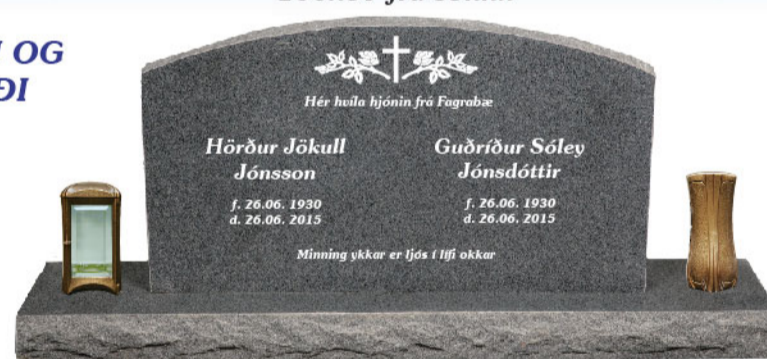 OG
Hér hvíla hjónin frá Fagrabæ
Hörður Jökull
Jónsson
f. 26.06. 1930
d. 26.06. 2015
Guðríður Sóley
Jónsdóttir
f. 26.06. 1930
d. 26.06. 2015
Minning ykkar er ljós í lífi okkar